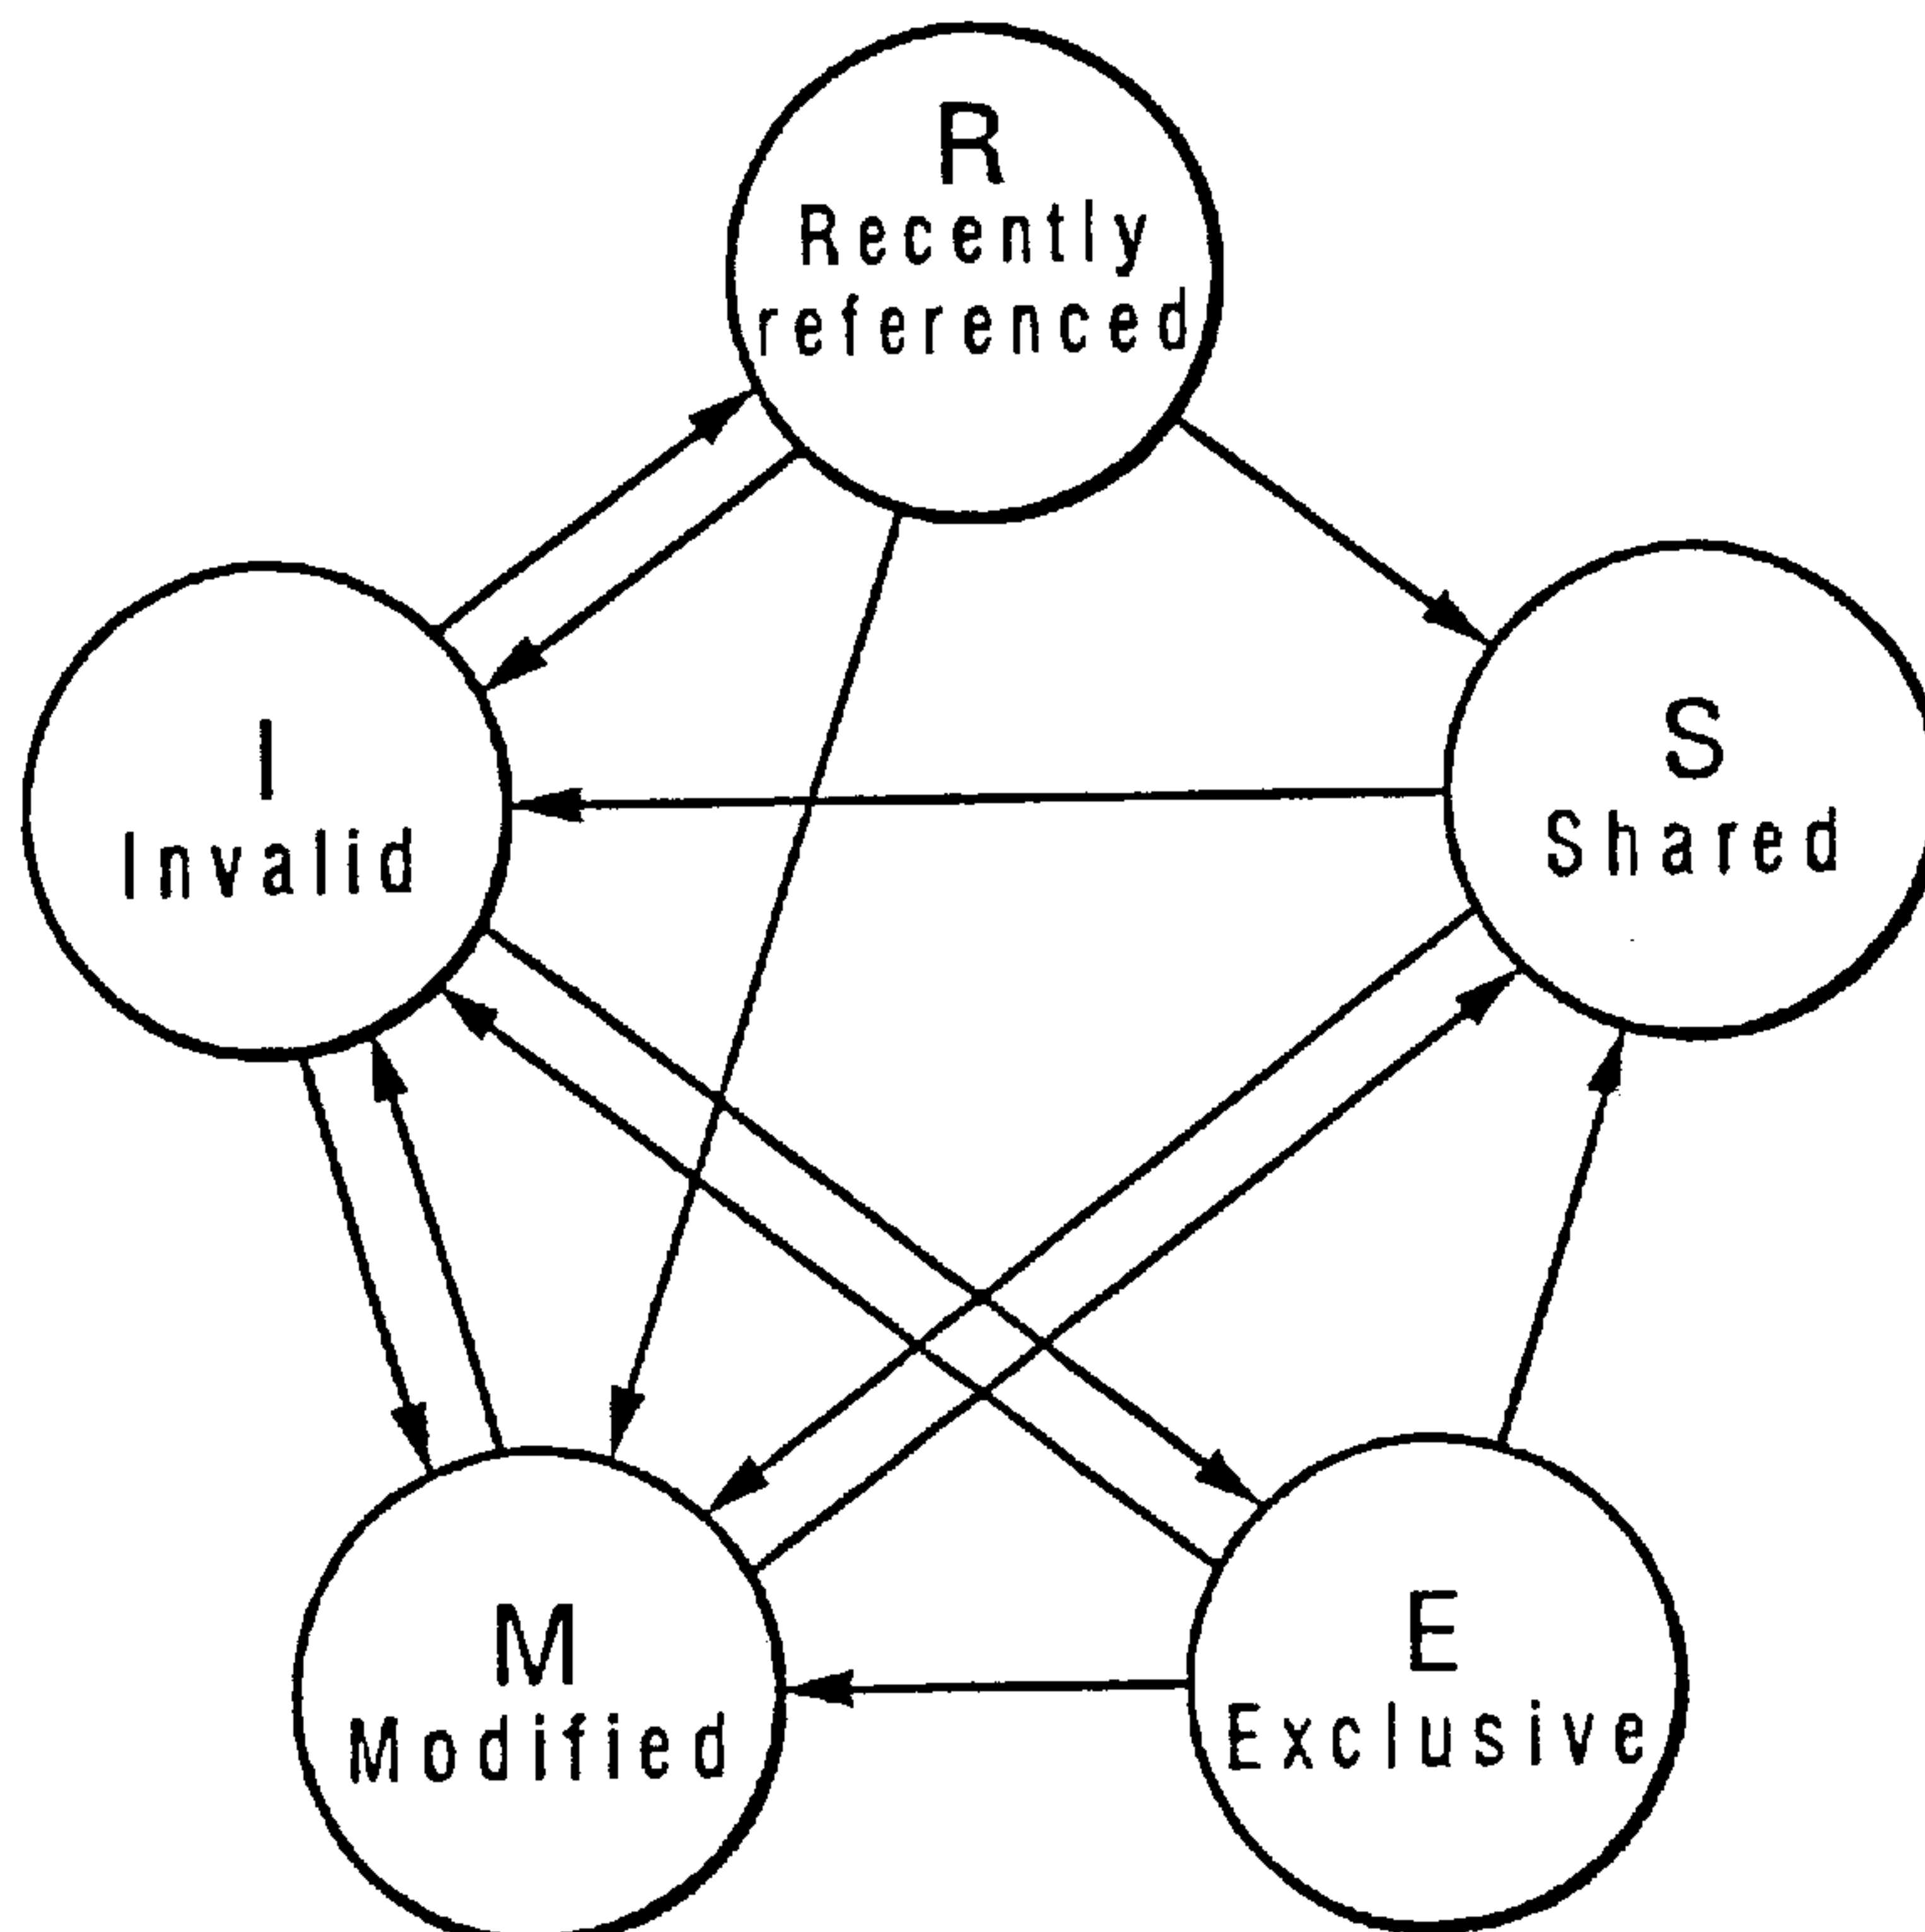 R
Recently
referenced
I
Invalid
S
Shared
M
Modified
E
Exclusive